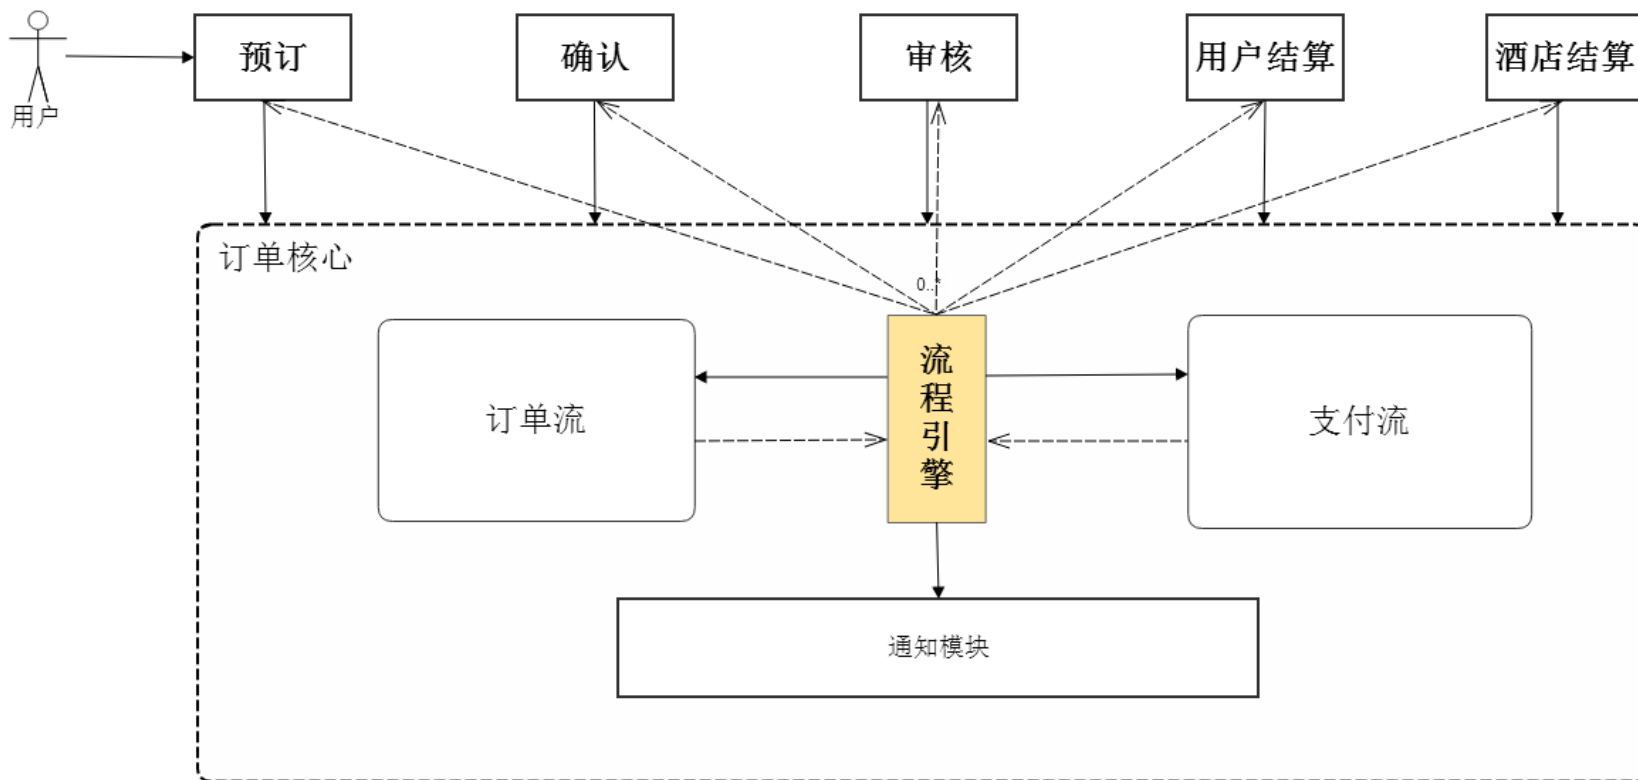 预订
确认
审核
用户结算
酒店结算
用户
订单核心
0..*
流程引擎
订单流
支付流
通知模块